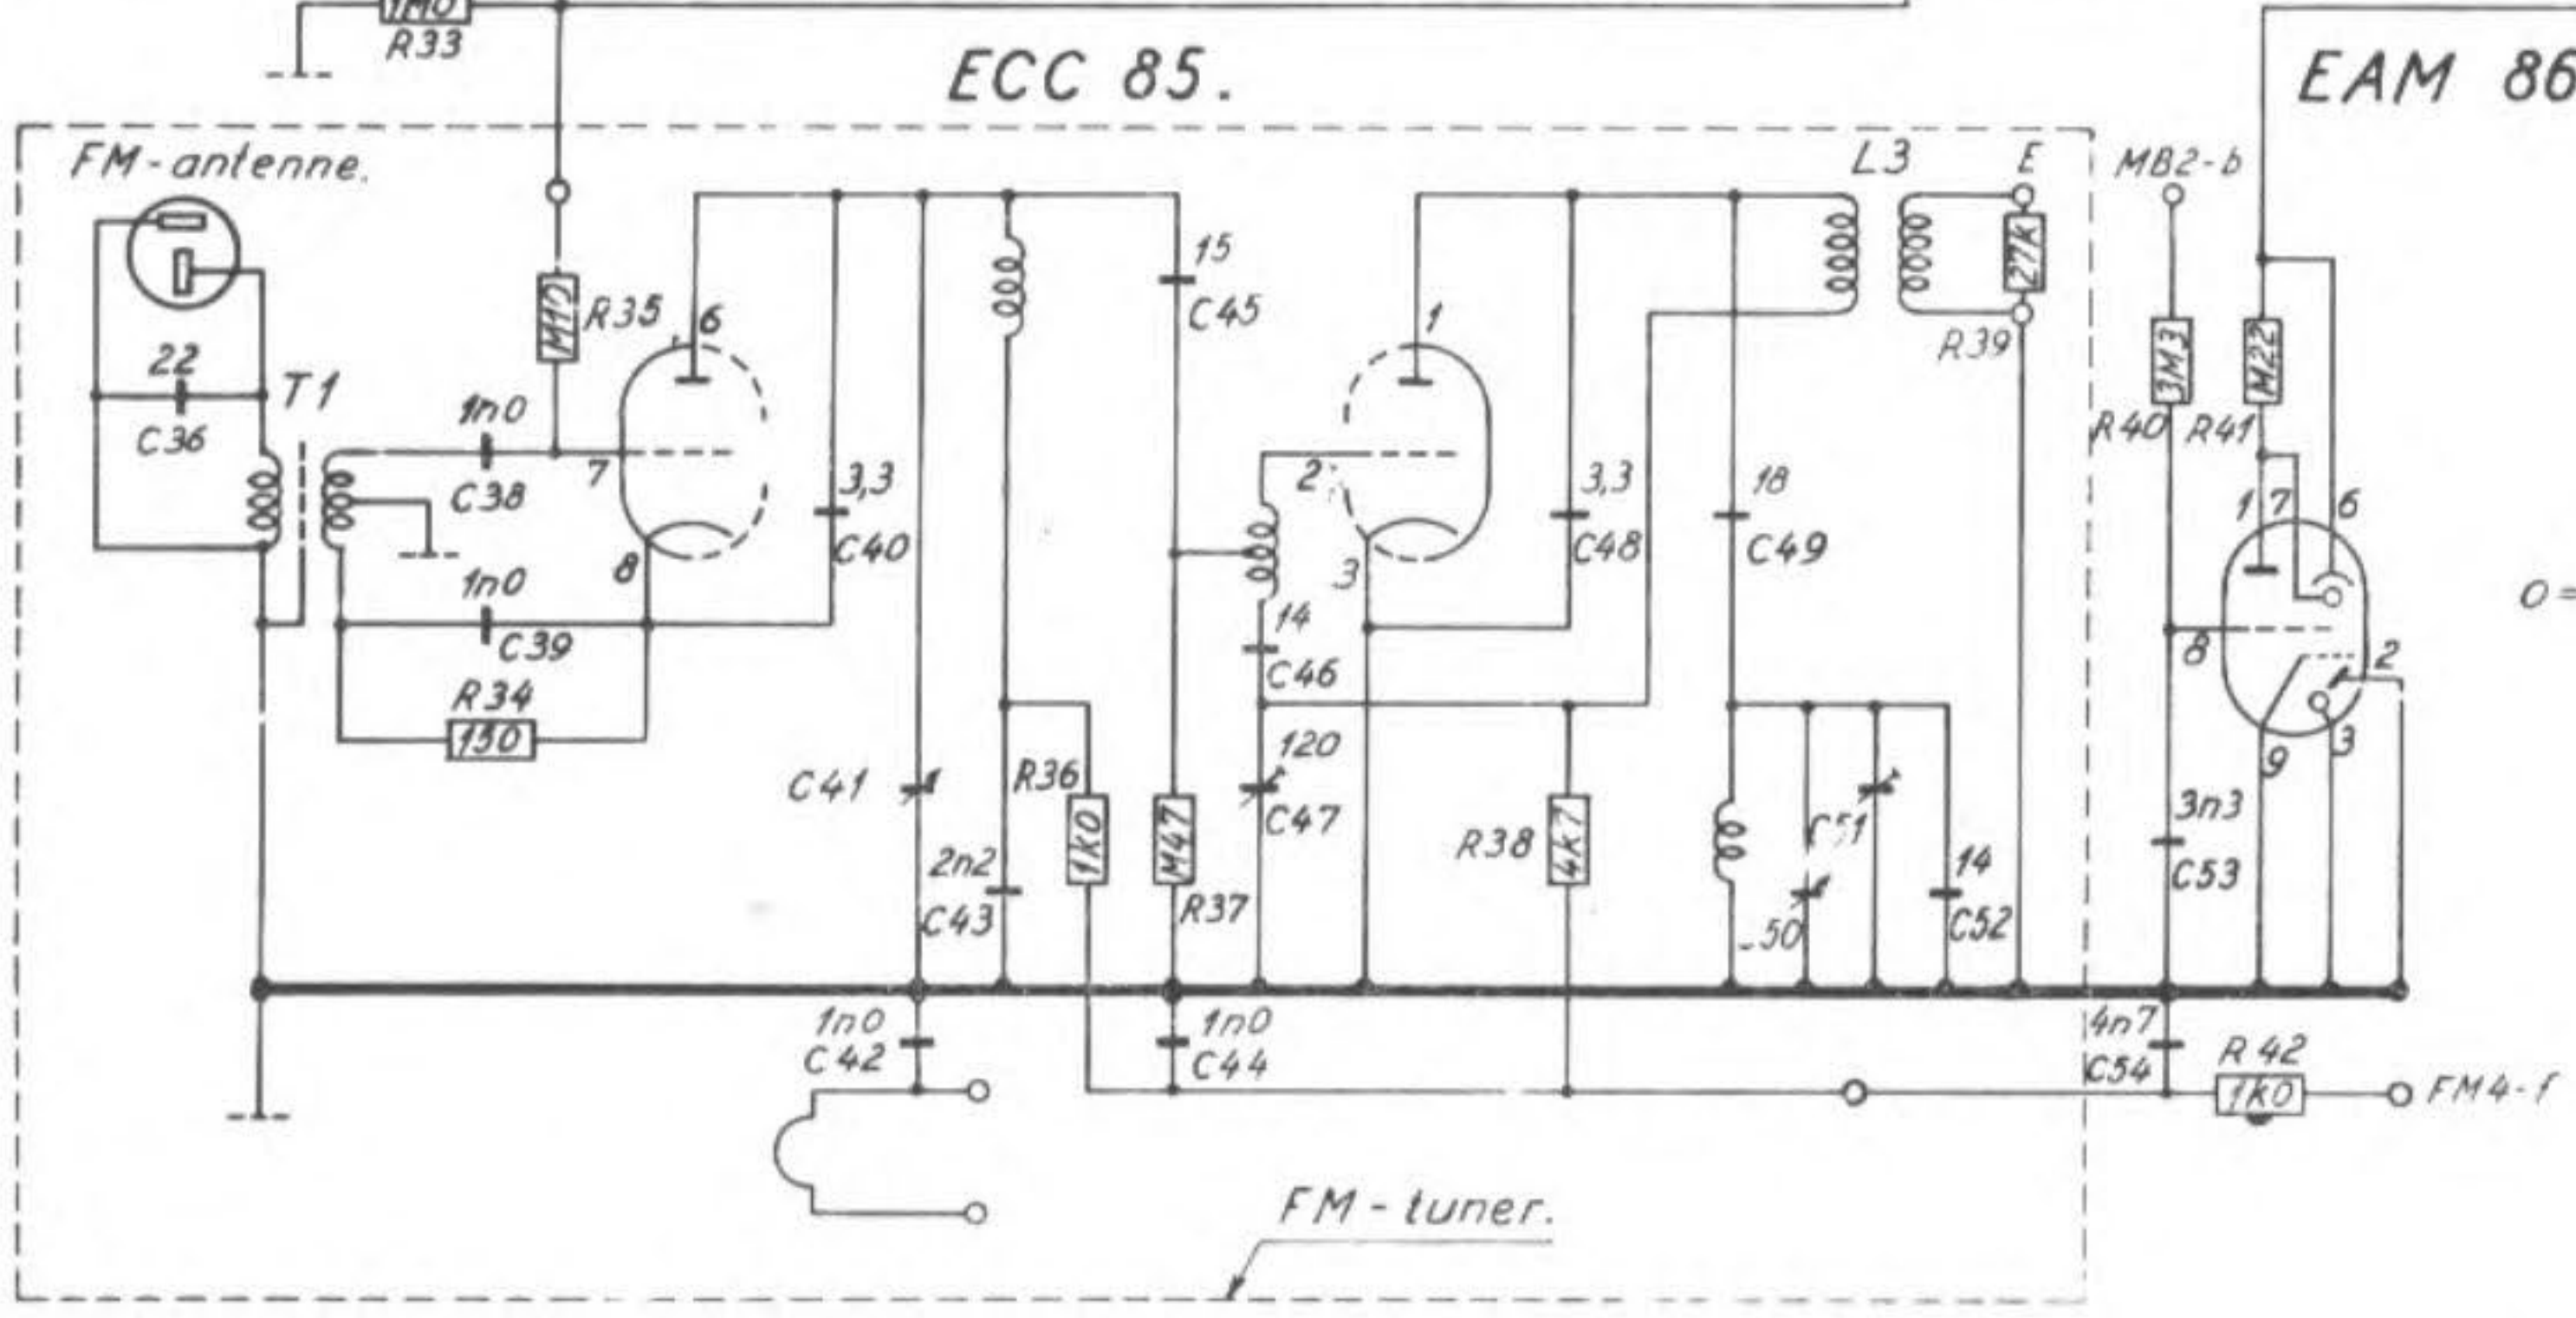 1M0
R33
ECC 85.
EAM 86
FM-antenne.
L3
E
MB2-b
27k
R39
15
C45
M10
R35
6
1
22
C36
T1
1n0
C38
7
8
3,3
C40
1n0
C39
R34
150
2
3
14
C46
3,3
C48
18
C49
3M3
R40
M22
R41
1
7
6
8
2
9
3
O=
C41
2n2
C43
R36
1k0
M47
R37
120
C47
R38
4k7
C51
50
14
C52
3n3
C53
1n0
C42
1n0
C44
4n7
C54
R42
1k0
FM4-f
FM-tuner.